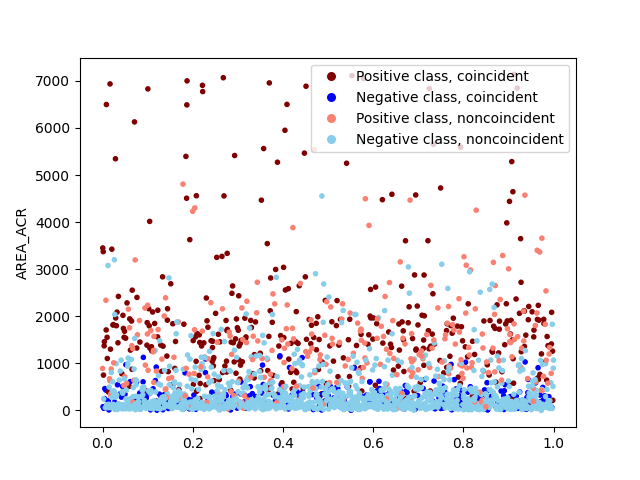 Positive class, coincident
Negative class, coincident
Positive class, noncoincident
Negative class, noncoincident
7000
6000
5000
4000
3000
2000
1000
0
AREA_ACR
0.0 0.2 0.4 0.6 0.8 1.0